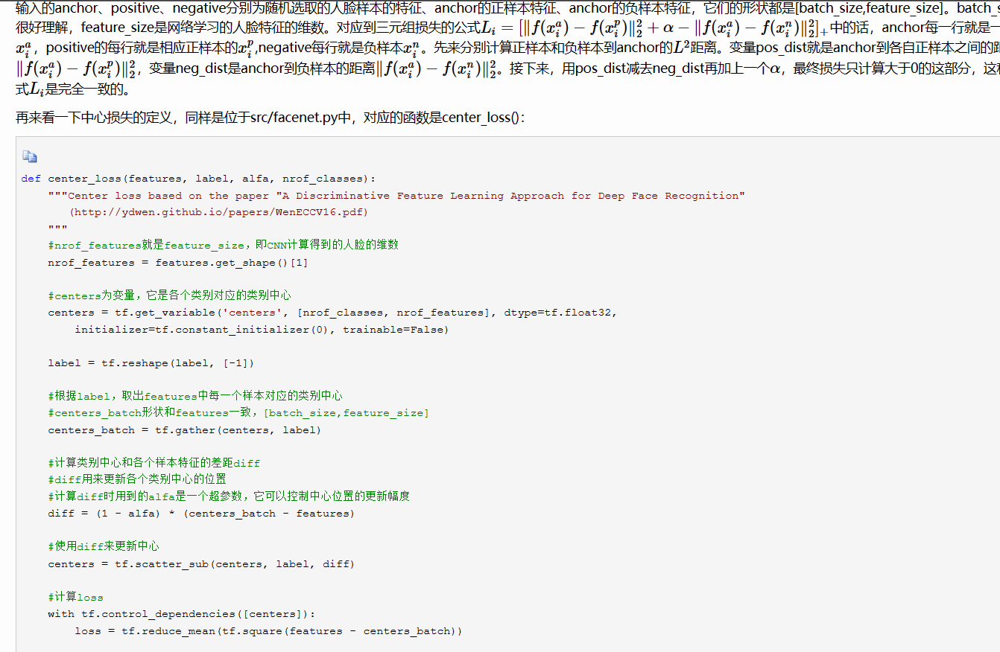 输入的anchor、positive、negative分别为随机选取的人脸样本的特征、anchor的正样本特征、anchor的负样本特征，它们的形状都是[batch_size,feature_size]。batch_s
很好理解，feature_size是网络学习的人脸特征的维数。对应到三元组损失的公式L_i = [‖f(x_i^a) − f(x_i^p)‖_2^2 + α − ‖f(x_i^a) − f(x_i^n)‖_2^2]_+中的话，anchor每一行就是一
x_i^a，positive的每行就是相应正样本的x_i^p,negative每行就是负样本x_i^n。先来分别计算正样本和负样本到anchor的L^2距离。变量pos_dist就是anchor到各自正样本之间的距
‖f(x_i^a) − f(x_i^p)‖_2^2，变量neg_dist是anchor到负样本的距离‖f(x_i^a) − f(x_i^n)‖_2^2。接下来，用pos_dist减去neg_dist再加上一个α，最终损失只计算大于0的这部分，这和
式L_i是完全一致的。
再来看一下中心损失的定义，同样是位于src/facenet.py中，对应的函数是center_loss()：
def center_loss(features, label, alfa, nrof_classes):
"""Center loss based on the paper "A Discriminative Feature Learning Approach for Deep Face Recognition"
(http://ydwen.github.io/papers/WenECCV16.pdf)
"""
#nrof_features就是feature_size，即CNN计算得到的人脸的维数
nrof_features = features.get_shape()[1]
#centers为变量，它是各个类别对应的类别中心
centers = tf.get_variable('centers', [nrof_classes, nrof_features], dtype=tf.float32,
initializer=tf.constant_initializer(0), trainable=False)
label = tf.reshape(label, [-1])
#根据label，取出features中每一个样本对应的类别中心
#centers_batch形状和features一致，[batch_size,feature_size]
centers_batch = tf.gather(centers, label)
#计算类别中心和各个样本特征的差距diff
#diff用来更新各个类别中心的位置
#计算diff时用到的alfa是一个超参数，它可以控制中心位置的更新幅度
diff = (1 - alfa) * (centers_batch - features)
#使用diff来更新中心
centers = tf.scatter_sub(centers, label, diff)
#计算loss
with tf.control_dependencies([centers]):
loss = tf.reduce_mean(tf.square(features - centers_batch))